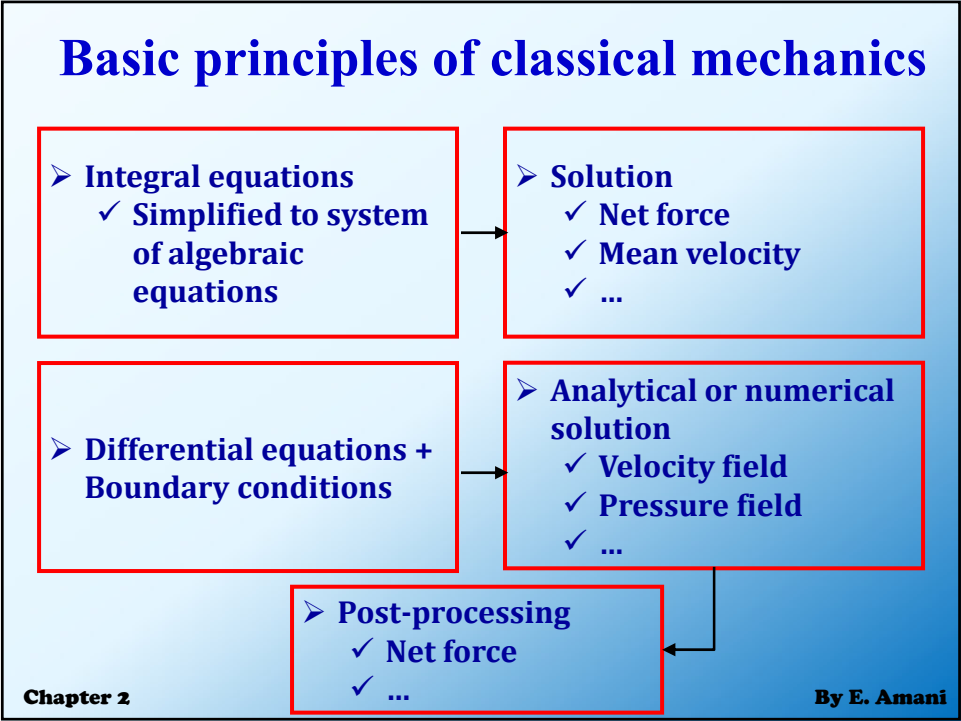 Basic principles of classical mechanics
➢ Integral equations
✓ Simplified to system
of algebraic
equations
➢ Solution
✓ Net force
✓ Mean velocity
✓ ...
➢ Differential equations +
Boundary conditions
➢ Analytical or numerical
solution
✓ Velocity field
✓ Pressure field
✓ ...
➢ Post-processing
✓ Net force
✓ ...
Chapter 2
By E. Amani